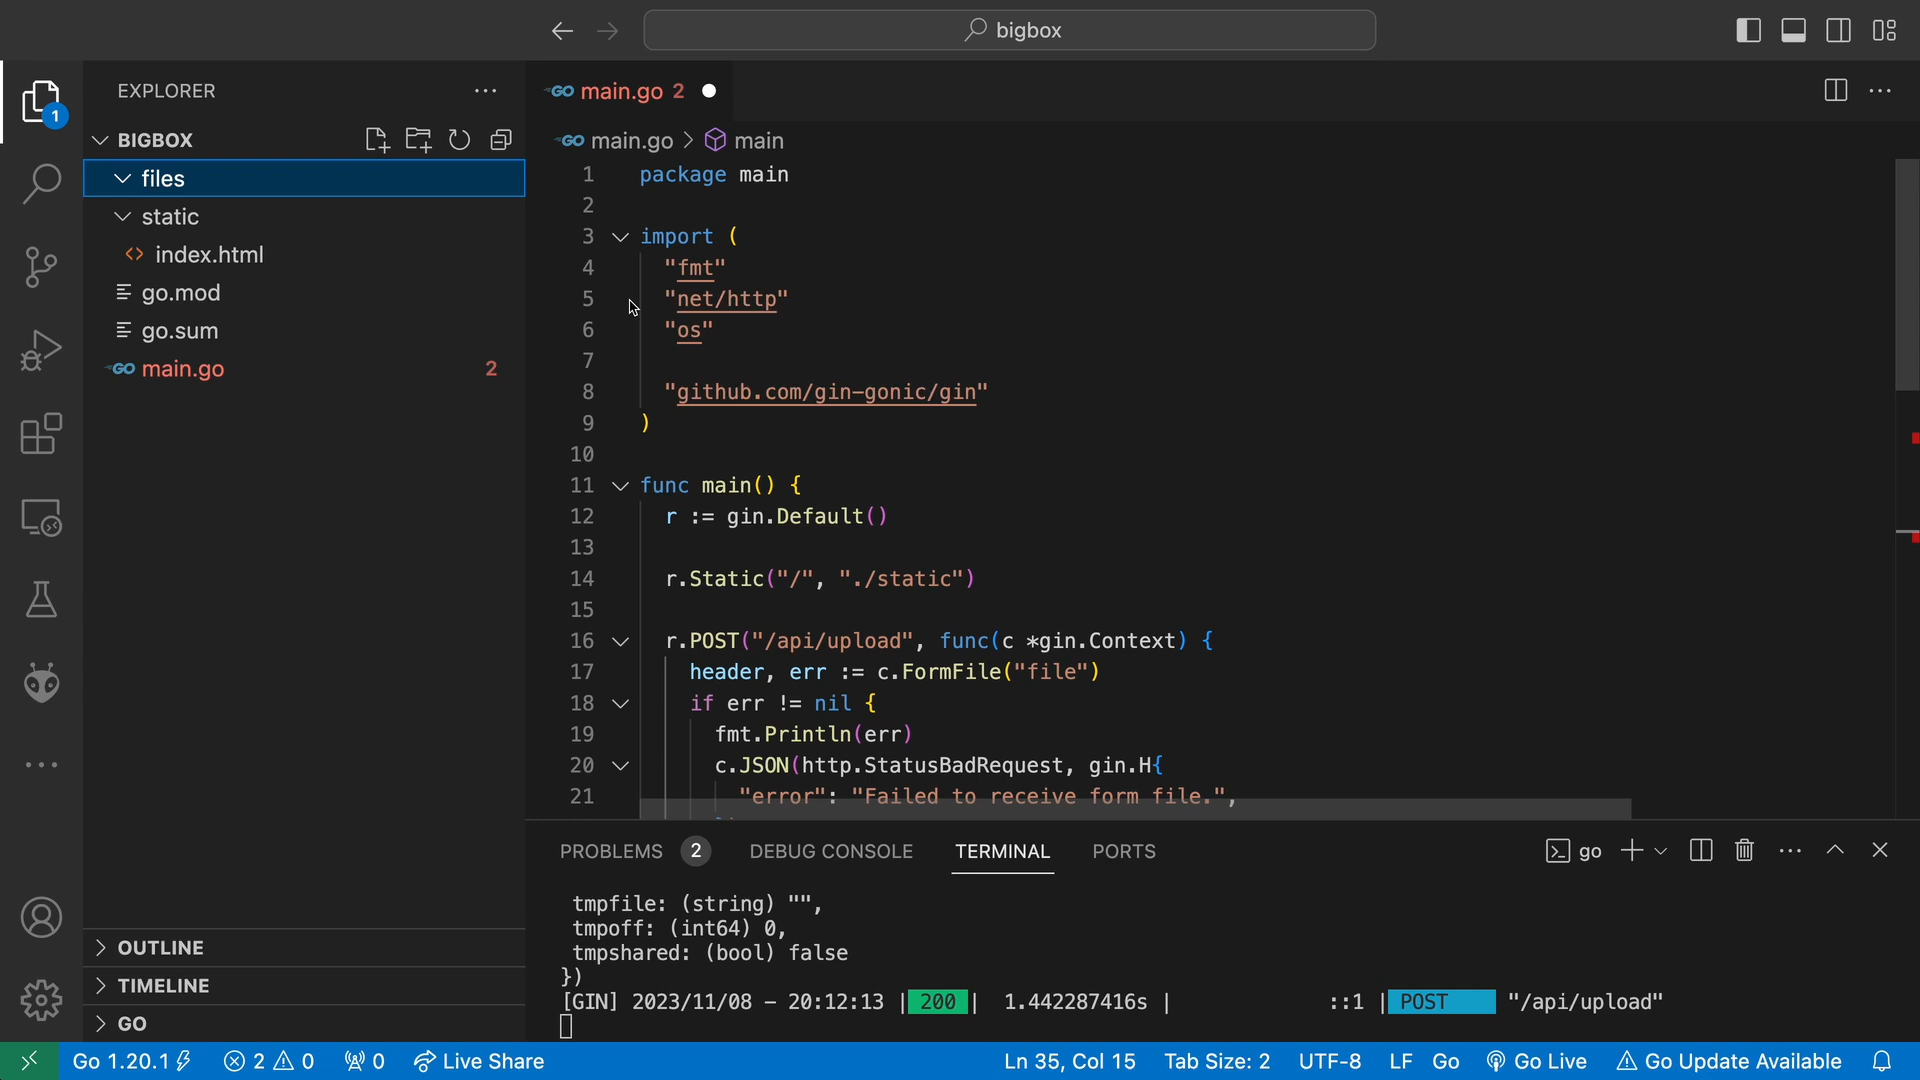 bigbox
EXPLORER
BIGBOX
files
static
<> index.html
go.mod
go.sum
GO main.go 2
OUTLINE
TIMELINE
GO
1
GO main.go 2
GO main.go > main
1 package main
2
3 import (
4 "fmt"
5 "net/http"
6 "os"
7
8 "github.com/gin-gonic/gin"
9 )
10
11 func main() {
12 r := gin.Default()
13
14 r.Static("/", "./static")
15
16 r.POST("/api/upload", func(c *gin.Context) {
17 header, err := c.FormFile("file")
18 if err != nil {
19 fmt.Println(err)
20 c.JSON(http.StatusBadRequest, gin.H{
21 "error": "Failed to receive form file.",
PROBLEMS 2 DEBUG CONSOLE TERMINAL PORTS go
tmpfile: (string) "",
tmpoff: (int64) 0,
tmpshared: (bool) false
})
[GIN] 2023/11/08 - 20:12:13 | 200 | 1.442287416s | ::1 | POST "/api/upload"
Go 1.20.1 2 0 0 Live Share Ln 35, Col 15 Tab Size: 2 UTF-8 LF Go Go Live Go Update Available